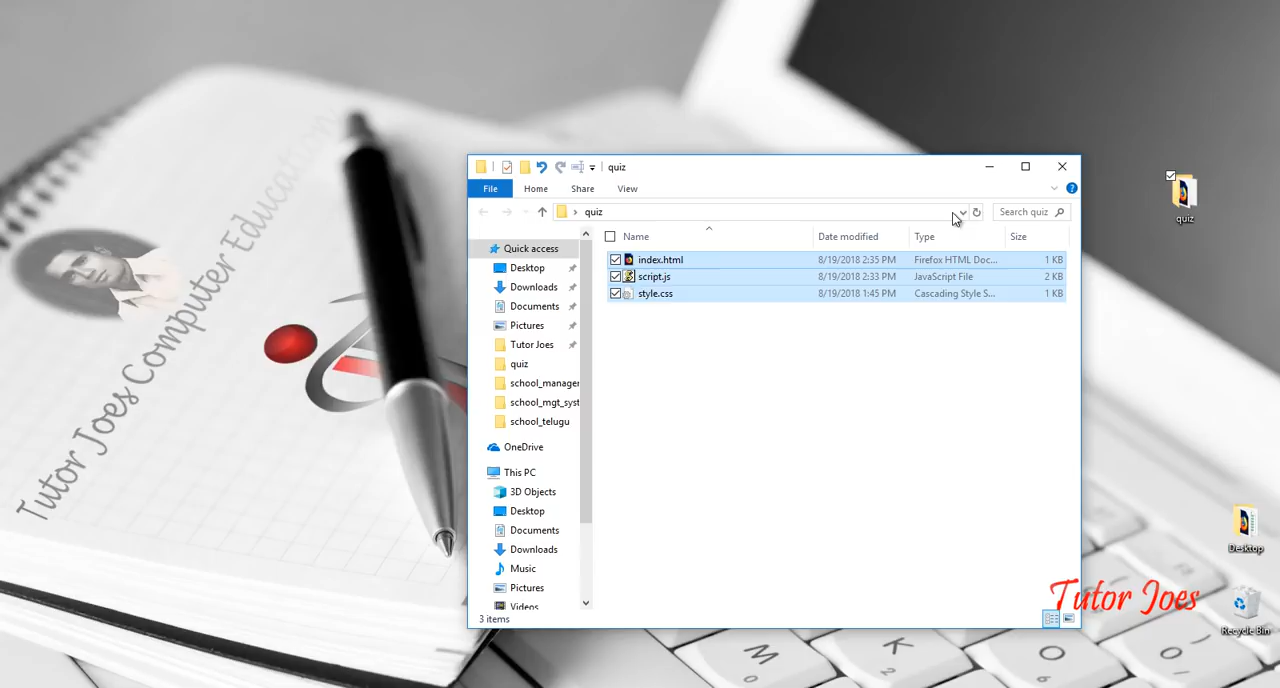 Tutor Joes Computer Education
quiz
File Home Share View
quiz
Search quiz
Name Date modified Type Size
index.html 8/19/2018 2:35 PM Firefox HTML Doc... 1 KB
script.js 8/19/2018 2:33 PM JavaScript File 2 KB
style.css 8/19/2018 1:45 PM Cascading Style S... 1 KB
Quick access
Desktop
Downloads
Documents
Pictures
Tutor Joes
quiz
school_manager
school_mgt_syst
school_telugu
OneDrive
This PC
3D Objects
Desktop
Documents
Downloads
Music
Pictures
Videos
3 items
quiz
Desktop
Recycle Bin
Tutor Joes
M
K
2
O
6